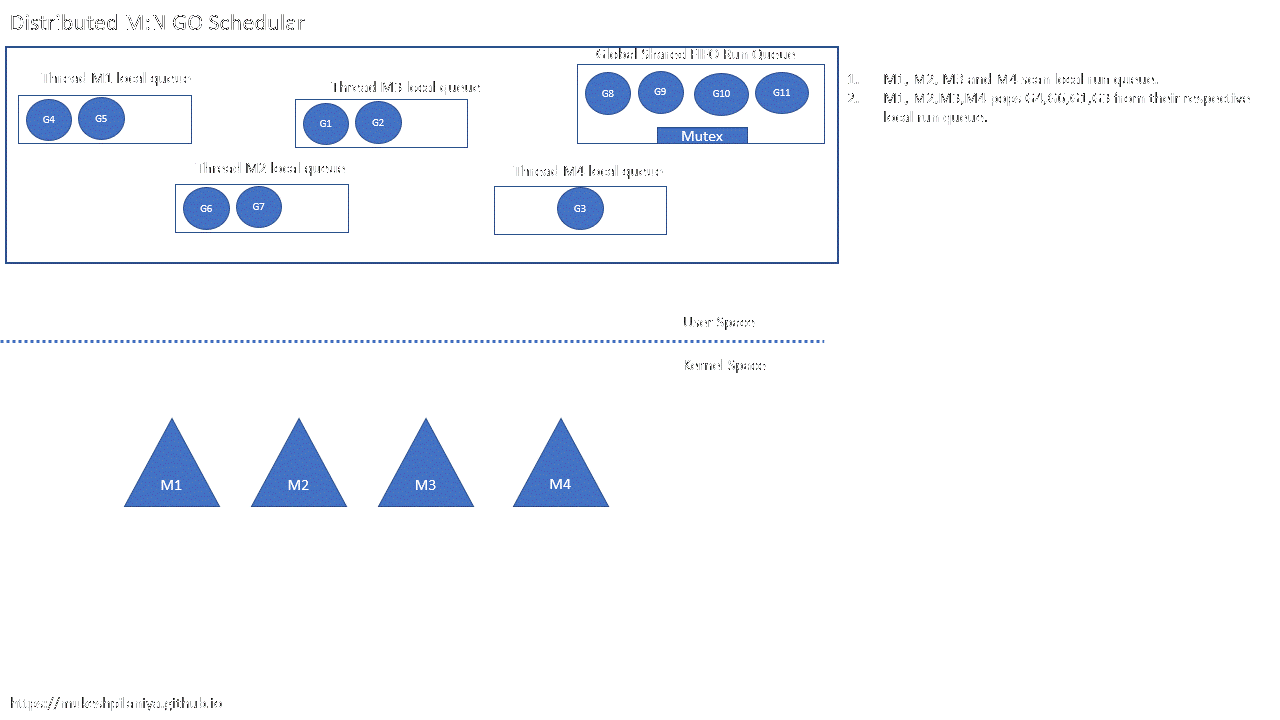 Distributed M:N GO Schedular
Global Shared FIFO Run Queue
Thread M1 local queue
Thread M3 local queue
G8 G9 G10 G11
G4 G5
G1 G2
Mutex
Thread M2 local queue
Thread M4 local queue
G6 G7
G3
1. M1, M2, M3 and M4 scan local run queue.
2. M1, M2,M3,M4 pops G4,G6,G1,G3 from their respective
local run queue.
User Space
Kernel Space
M1 M2 M3 M4
https://mukeshpilaniya.github.io